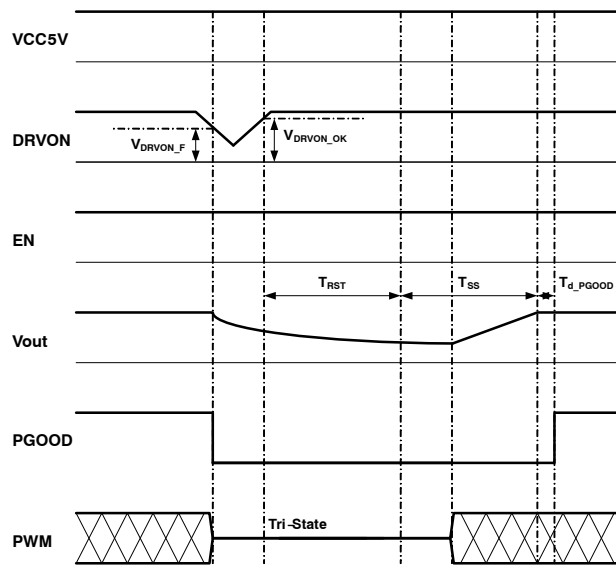 VCC5V
DRVON
VDRVON_F
VDRVON_OK
EN
TRST
TSS
Td_PGOOD
Vout
PGOOD
Tri-State
PWM